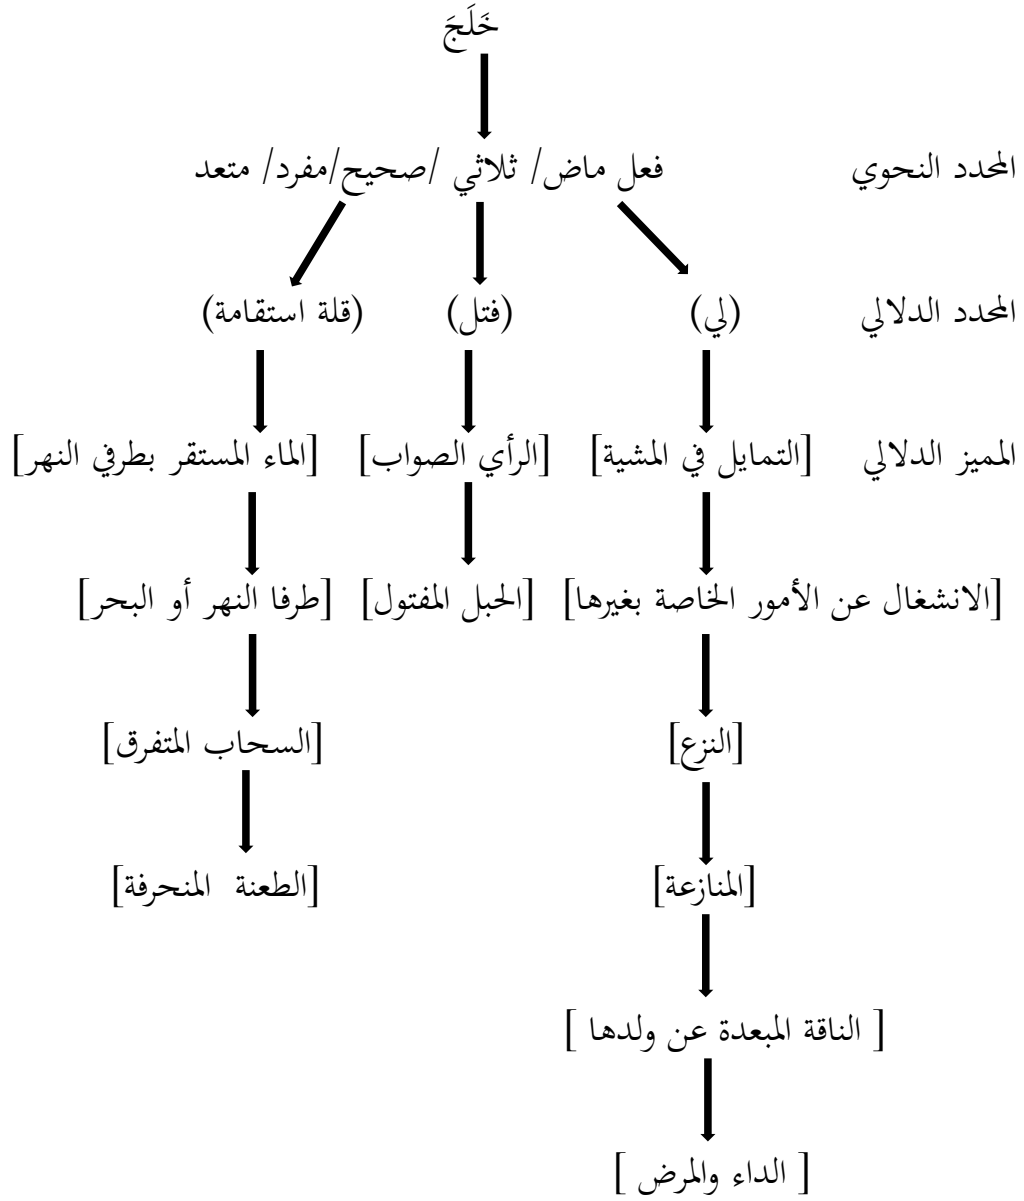 خَلَجَ
المحدد النحوي فعل ماض/ ثلاثي /صحيح/مفرد/ متعد
المحدد الدلالي (لي) (فتل) (قلة استقامة)
المميز الدلالي [التمايل في المشية] [الرأي الصواب] [الماء المستقر بطرفي النهر]
[الانشغال عن الأمور الخاصة بغيرها] [الحبل المفتول] [طرفا النهر أو البحر]
[النزع] [السحاب المتفرق]
[المنازعة] [الطعنة المنحرفة]
[ الناقة المبعدة عن ولدها ]
[ الداء والمرض ]